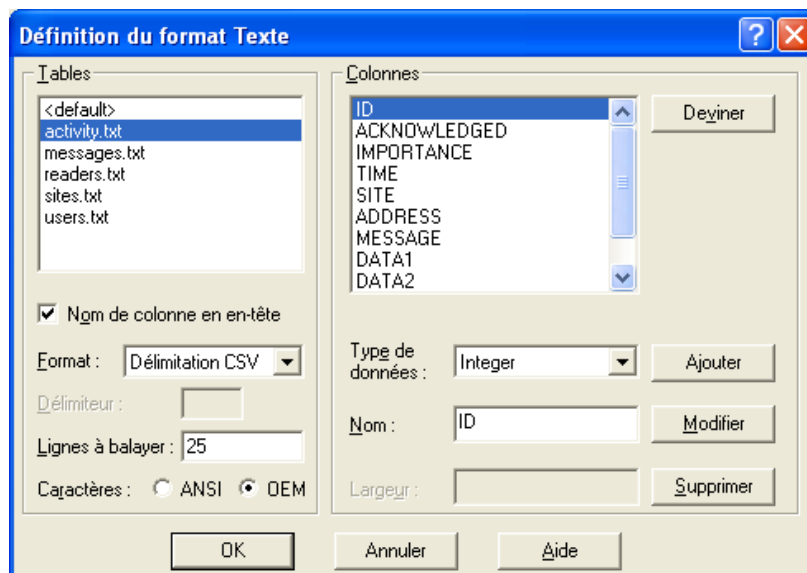 Définition du format Texte
Tables
<default>
activity.txt
messages.txt
readers.txt
sites.txt
users.txt
Nom de colonne en en-tête
Format :
Délimitation CSV
Délimiteur :
Lignes à balayer :
25
Caractères :
ANSI
OEM
Colonnes
ID
ACKNOWLEDGED
IMPORTANCE
TIME
SITE
ADDRESS
MESSAGE
DATA1
DATA2
Deviner
Type de
données :
Integer
Ajouter
Nom :
ID
Modifier
Largeur :
Supprimer
OK
Annuler
Aide